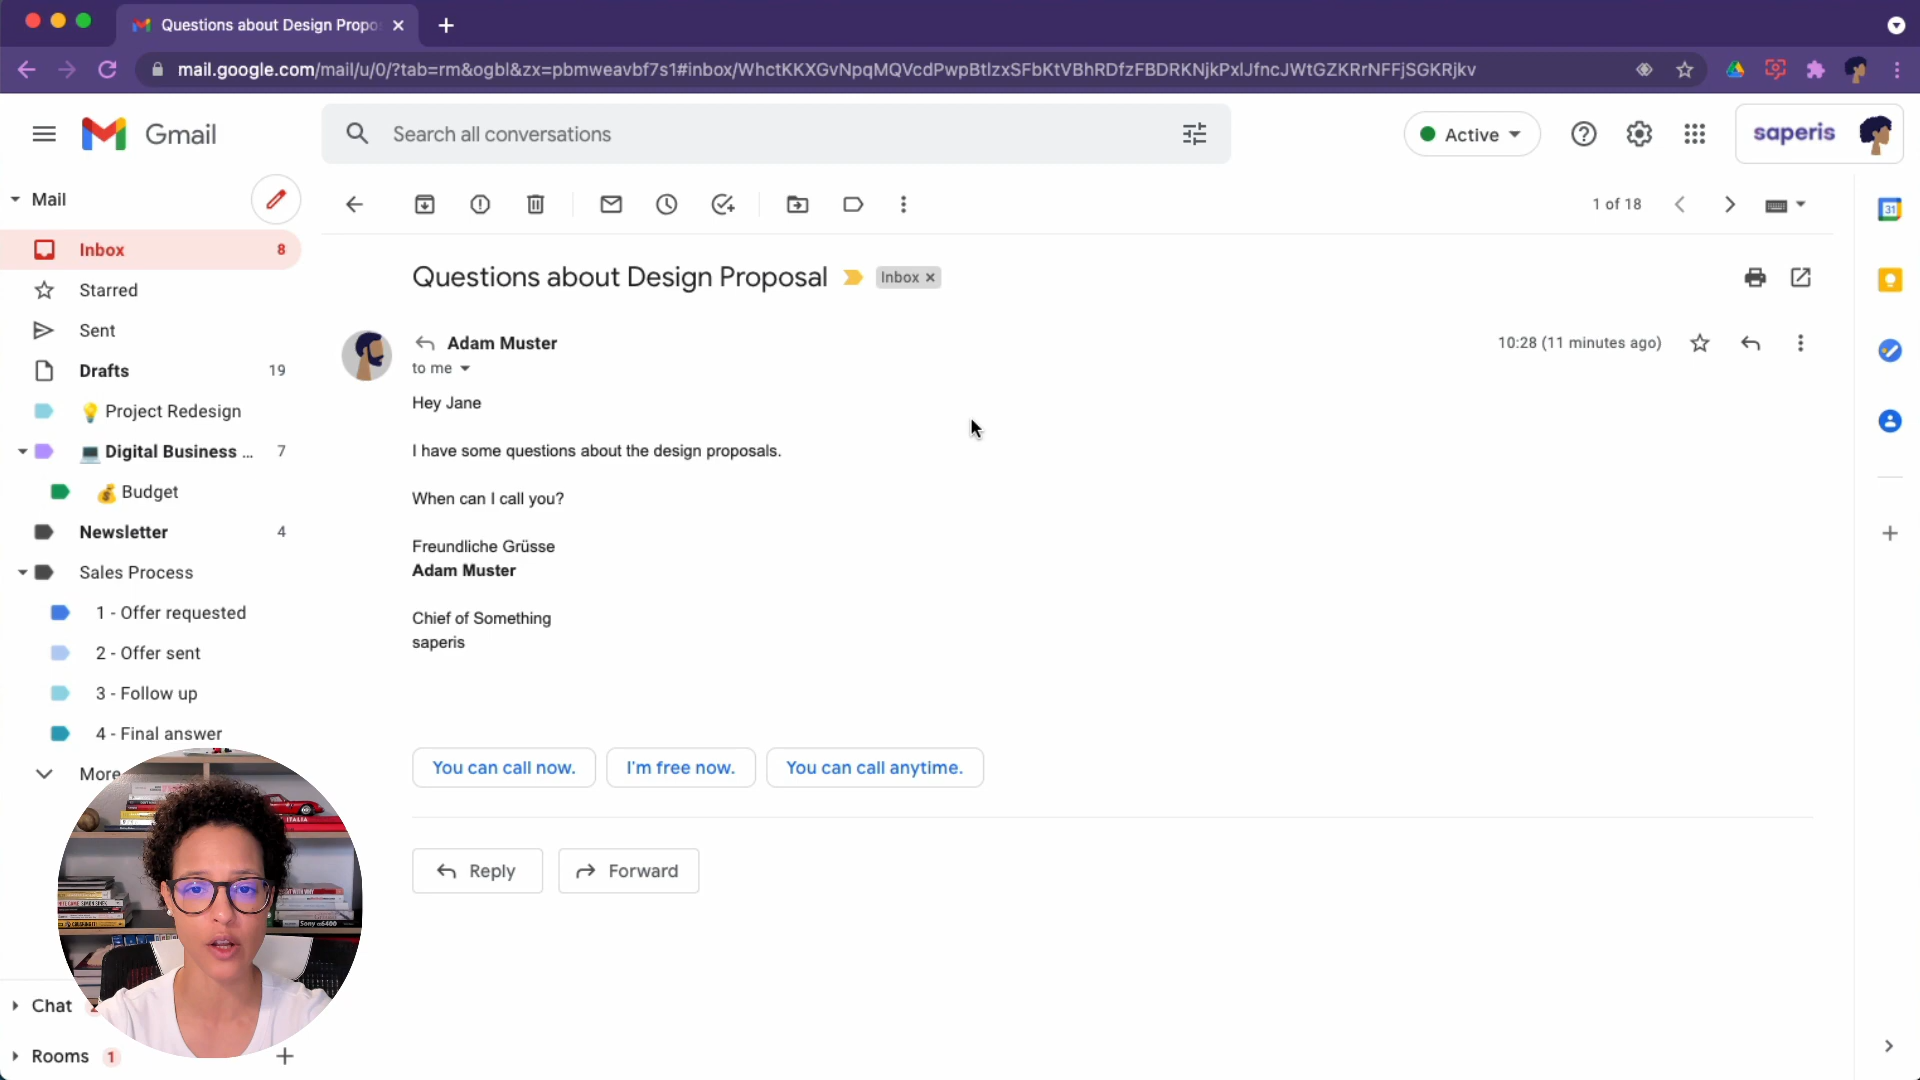 Questions about Design Propo
mail.google.com/mail/u/0/?tab=rm&ogbl&zx=pbmweavbf7s1#inbox/WhctKKXGvNpqMQVcdPwpBtlzxSFbKtVBhRDfzFBDRKNjkPxlJfncJWtGZKRrNFFjSGKRjkv
Gmail
Search all conversations
Active
saperis
Mail
1 of 18
31
Inbox 8
Starred
Sent
Drafts 19
Project Redesign
Digital Business ... 7
Budget
Newsletter 4
Sales Process
1 - Offer requested
2 - Offer sent
3 - Follow up
4 - Final answer
More
Chat
Rooms 1
Questions about Design Proposal
Inbox
Adam Muster
10:28 (11 minutes ago)
to me
Hey Jane
I have some questions about the design proposals.
When can I call you?
Freundliche Grüsse
Adam Muster
Chief of Something
saperis
You can call now.
I'm free now.
You can call anytime.
Reply
Forward
ITALIA